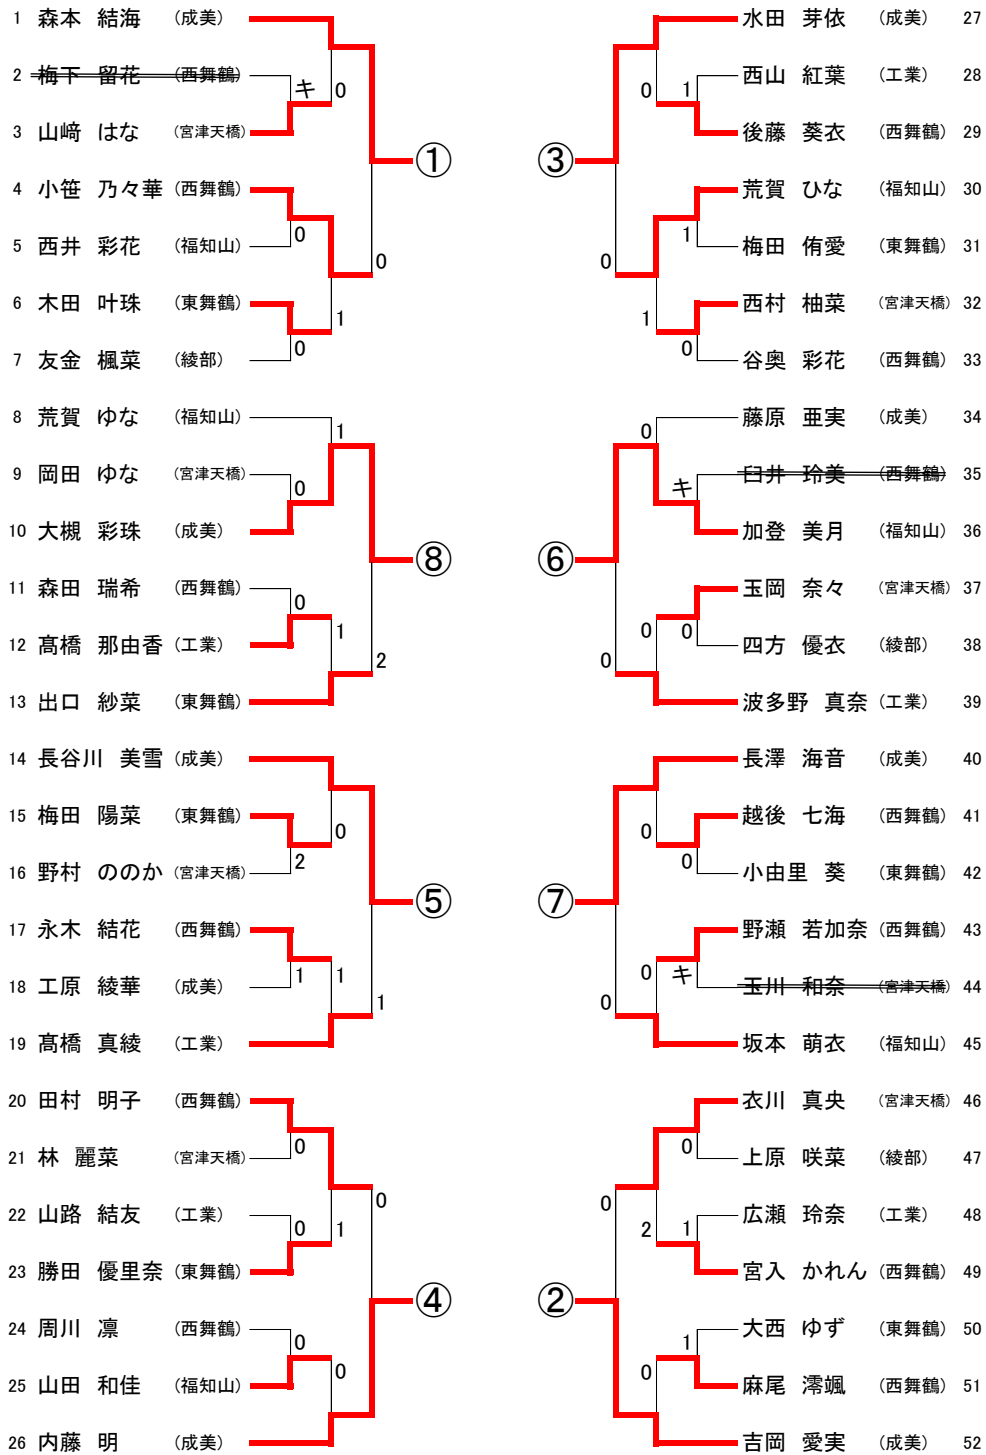 1 森本 結海 (成美)
2 梅下 留花 (西舞鶴)
キ 0
3 山﨑 はな (宮津天橋)
①
4 小笹 乃々華 (西舞鶴)
0
5 西井 彩花 (福知山)
0
6 木田 叶珠 (東舞鶴)
1
7 友金 楓菜 (綾部)
0
8 荒賀 ゆな (福知山)
1
9 岡田 ゆな (宮津天橋)
0
10 大槻 彩珠 (成美)
⑧
11 森田 瑞希 (西舞鶴)
0
12 髙橋 那由香 (工業)
1
2
13 出口 紗菜 (東舞鶴)
14 長谷川 美雪 (成美)
15 梅田 陽菜 (東舞鶴)
0
16 野村 ののか (宮津天橋)
2
⑤
17 永木 結花 (西舞鶴)
18 工原 綾華 (成美)
1 1
1
19 髙橋 真綾 (工業)
20 田村 明子 (西舞鶴)
0
21 林 麗菜 (宮津天橋)
0
22 山路 結友 (工業)
0 1
23 勝田 優里奈 (東舞鶴)
④
24 周川 凛 (西舞鶴)
0
25 山田 和佳 (福知山)
0
26 内藤 明 (成美)
水田 芽依 (成美) 27
西山 紅葉 (工業) 28
0 1
後藤 葵衣 (西舞鶴) 29
③
荒賀 ひな (福知山) 30
1
梅田 侑愛 (東舞鶴) 31
0
西村 柚菜 (宮津天橋) 32
1
谷奥 彩花 (西舞鶴) 33
0
藤原 亜実 (成美) 34
0
臼井 玲美 (西舞鶴) 35
キ
加登 美月 (福知山) 36
⑥
玉岡 奈々 (宮津天橋) 37
0 0
四方 優衣 (綾部) 38
0
波多野 真奈 (工業) 39
長澤 海音 (成美) 40
越後 七海 (西舞鶴) 41
0
小由里 葵 (東舞鶴) 42
0
⑦
野瀬 若加奈 (西舞鶴) 43
0 キ
玉川 和奈 (宮津天橋) 44
0
坂本 萌衣 (福知山) 45
衣川 真央 (宮津天橋) 46
0
上原 咲菜 (綾部) 47
0
広瀬 玲奈 (工業) 48
2 1
宮入 かれん (西舞鶴) 49
②
大西 ゆず (東舞鶴) 50
1
麻尾 澪颯 (西舞鶴) 51
0
吉岡 愛実 (成美) 52